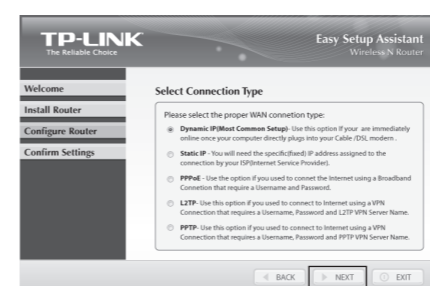 TP-LINK
The Reliable Choice
Easy Setup Assistant
Wireless N Router
Welcome
Install Router
Configure Router
Confirm Settings
Select Connection Type
Please select the proper WAN connetion type:
Dynamic IP(Most Common Setup)- Use this option If your are immediately
online once your computer directly plugs into your Cable /DSL modem .
Static IP - You will need the specific(fixed) IP address assigned to the
connection by your ISP(Internet Service Provider).
PPPoE - Use the option if you used to connet the Internet using a Broadband
Connetion that require a Username and Password.
L2TP- Use this option if you used to connect to Internet using a VPN
Connection that requires a Username, Password and L2TP VPN Server Name.
PPTP- Use this option if you used to connect to Internet using a VPN
Connection that requires a Username, Password and PPTP VPN Server Name.
BACK
NEXT
EXIT